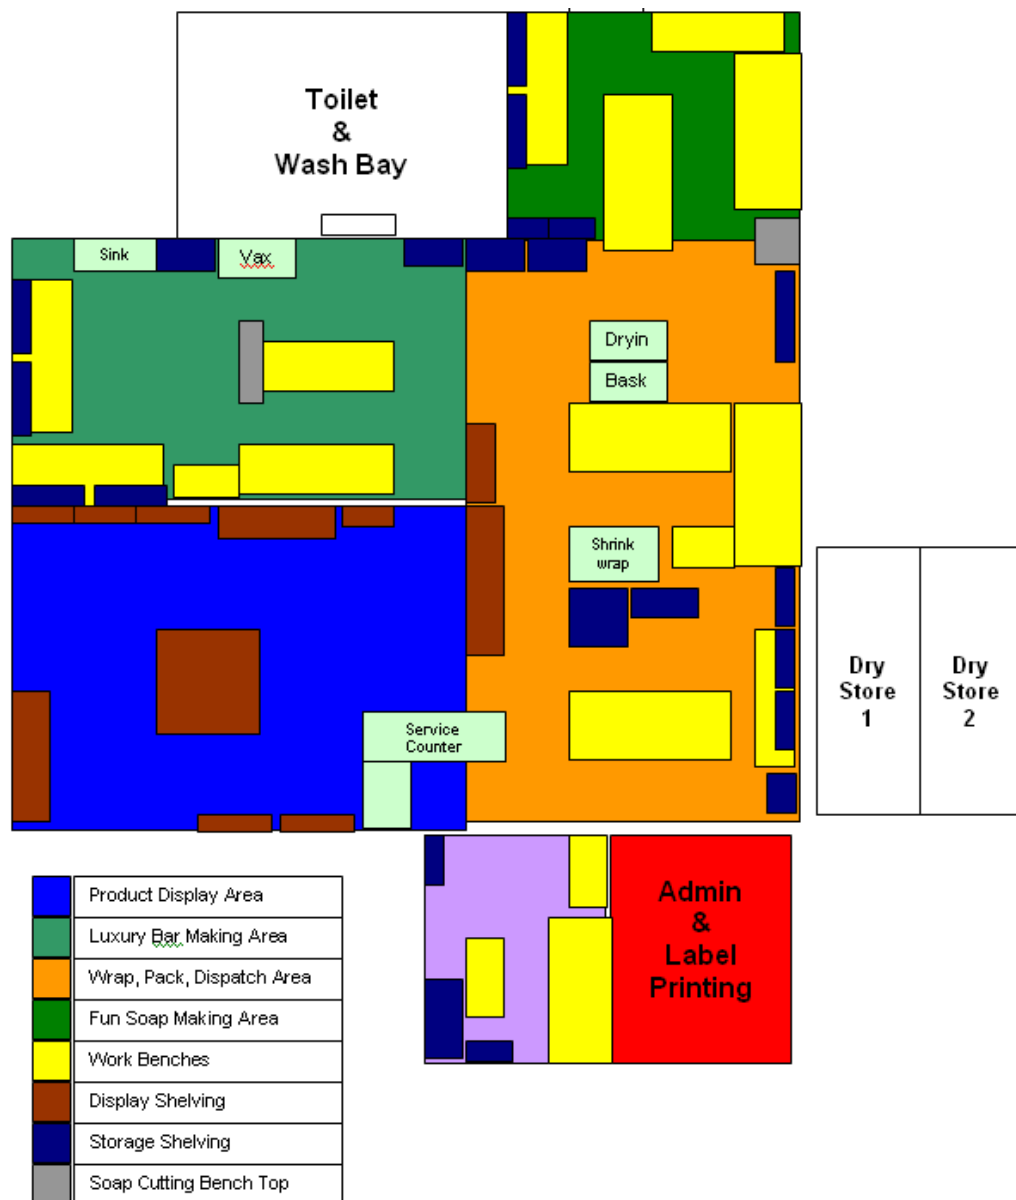 Toilet
&
Wash Bay
Sink
Vax
Dryin
Bask
Shrink
wrap
Dry
Store
1
Dry
Store
2
Service
Counter
Admin
&
Label
Printing
Product Display Area
Luxury Bar Making Area
Wrap, Pack, Dispatch Area
Fun Soap Making Area
Work Benches
Display Shelving
Storage Shelving
Soap Cutting Bench Top